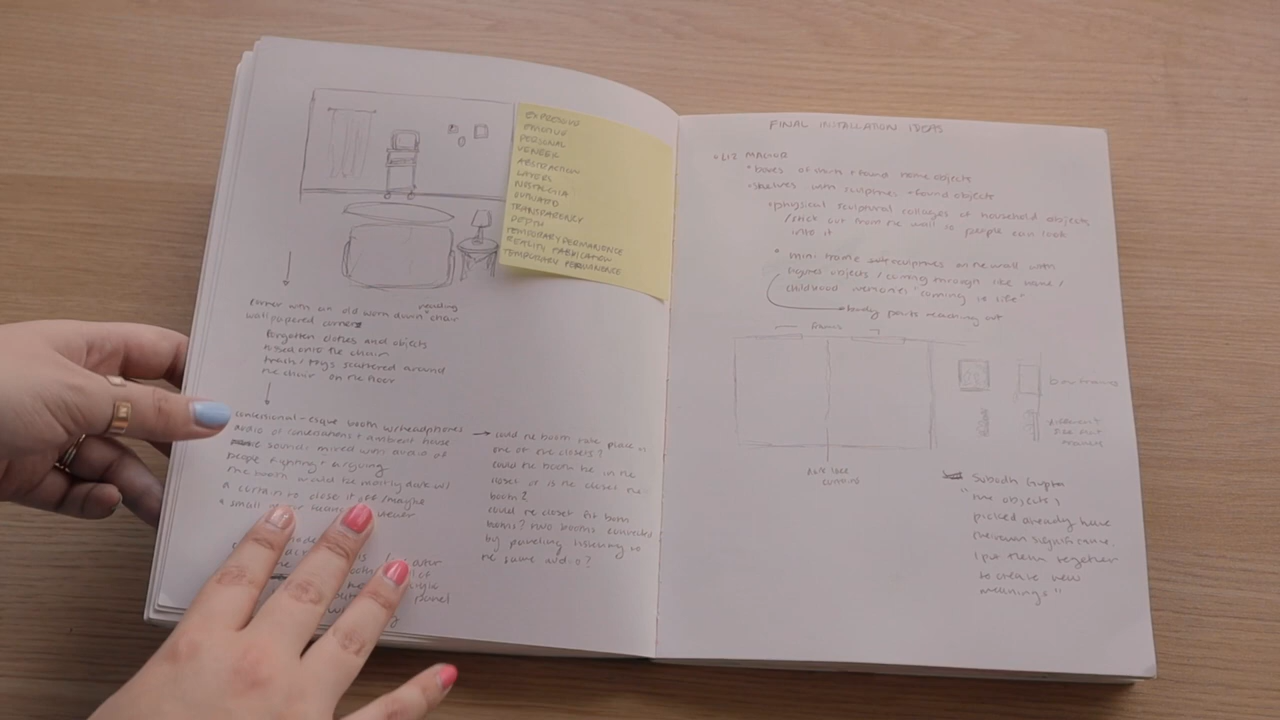 EXPRESSIVE
EMOTIVE
PERSONAL
VENEER
ABSTRACTION
LAYERS
NOSTALGIA
TRANSPARENCY
DEPTH
TEMPORARY PERMANENCE
REALITY FABRICATION
TEMPORARY PERMINENCE
corner with an old worn down reading chair
wallpapered corner
forgotten clothes and objects
tossed onto the chair
trash / toys scattered around
the chair on the floor
confessional-esque booth w/ headphones
audio of conversations + ambient house
sounds mixed with audio of
people fighting + arguing
the booth would be mostly dark w/
a curtain to close it off / maybe
a small viewer
panel
→ could the booth take place in
one of the closets?
could the booth be in the
closet or is the closet the
booth?
could the closet fit both
booths? two booths connected
by paneling listening to
the same audio?
FINAL INSTALLATION IDEAS
LIZ MAGOR
• boxes of found home objects
• shelves with sculptures + found objects
• physical sculptural collages of household objects
/ stick out from the wall so people can look
into it
• mini frame sculptures on the wall with
objects / coming through like home /
childhood memories "coming to life"
body parts reaching out
frames
curtains
Subodh Gupta
"the objects I
picked already have
their own significance.
I put them together
to create new
meanings"